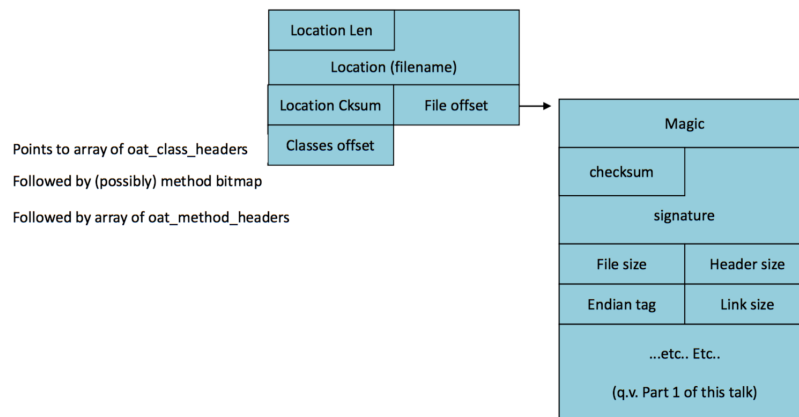 Location Len
Location (filename)
Location Cksum
File offset
Classes offset
Points to array of oat_class_headers
Followed by (possibly) method bitmap
Followed by array of oat_method_headers
Magic
checksum
signature
File size
Header size
Endian tag
Link size
...etc.. Etc..
(q.v. Part 1 of this talk)